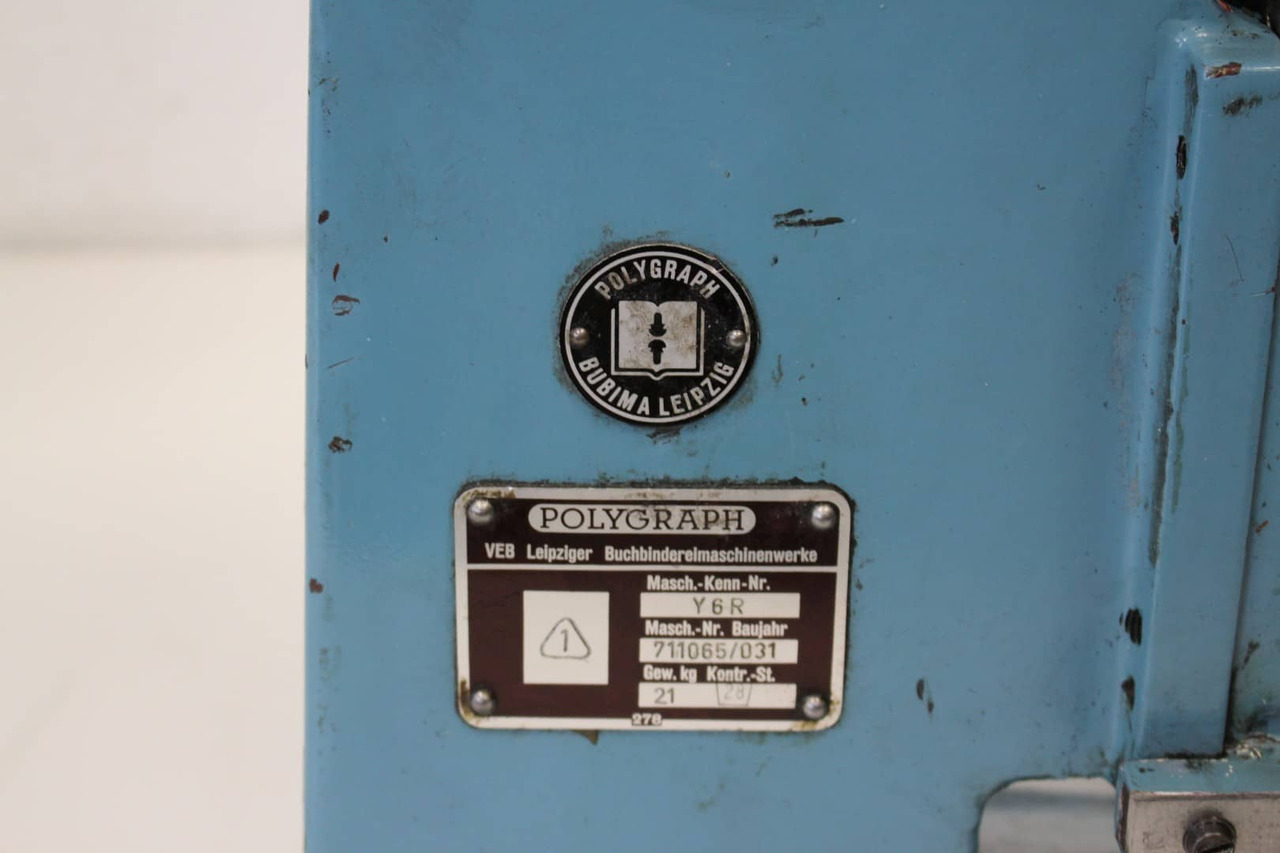 POLYGRAPH
BUBIMA LEIPZIG
POLYGRAPH
VEB Leipziger Buchbindereimaschinenwerke
Masch.-Kenn-Nr.
Y6R
Masch.-Nr. Baujahr
711065/031
1
Gew. kg Kontr.-St.
21 28
278